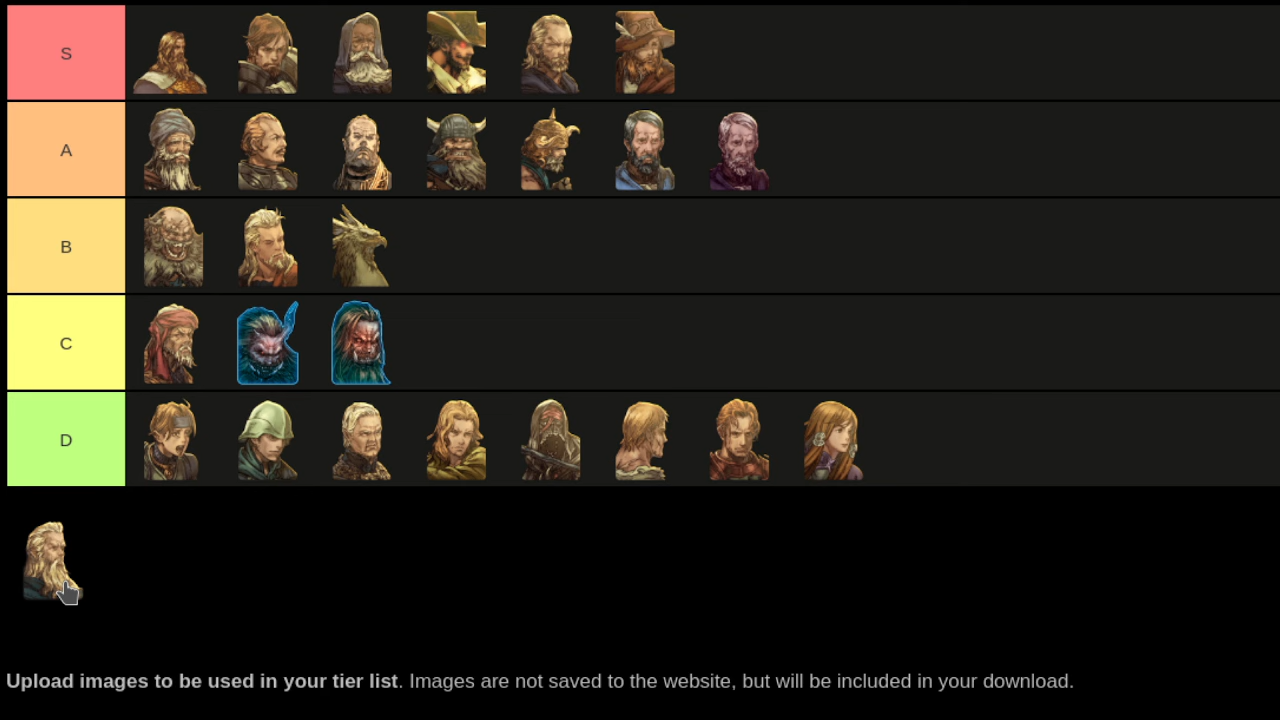 S
A
B
C
D
Upload images to be used in your tier list. Images are not saved to the website, but will be included in your download.